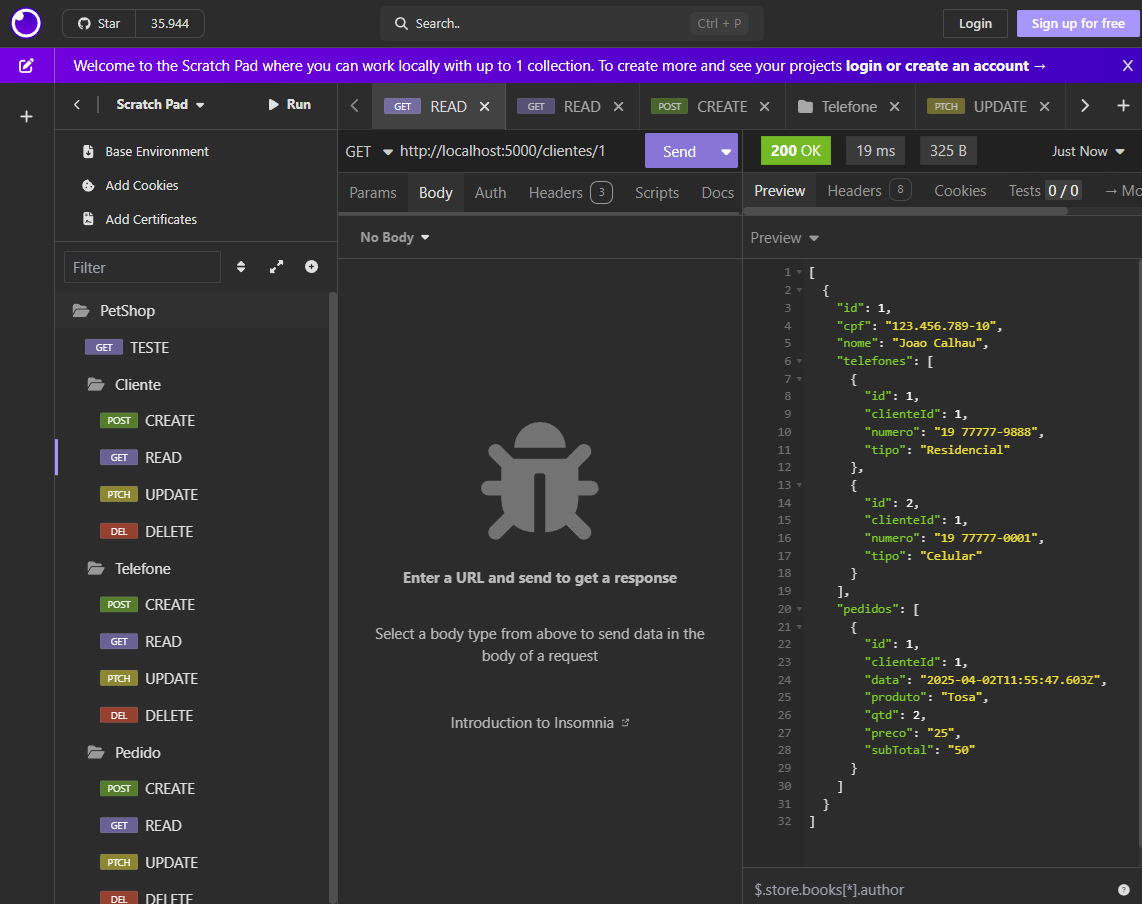 Star 35.944 Search.. Ctrl + P Login Sign up for free
Welcome to the Scratch Pad where you can work locally with up to 1 collection. To create more and see your projects login or create an account → X
Scratch Pad Run
Base Environment
Add Cookies
Add Certificates
Filter
PetShop
GET TESTE
Cliente
POST CREATE
GET READ
PTCH UPDATE
DEL DELETE
Telefone
POST CREATE
GET READ
PTCH UPDATE
DEL DELETE
Pedido
POST CREATE
GET READ
PTCH UPDATE
DEL DELETE
GET READ GET READ POST CREATE Telefone PTCH UPDATE
GET http://localhost:5000/clientes/1 Send
Params Body Auth Headers 3 Scripts Docs
No Body
Enter a URL and send to get a response
Select a body type from above to send data in the
body of a request
Introduction to Insomnia
200 OK 19 ms 325 B Just Now
Preview Headers 8 Cookies Tests 0 / 0 → Mo
Preview
1 [
2 {
3 "id": 1,
4 "cpf": "123.456.789-10",
5 "nome": "Joao Calhau",
6 "telefones": [
7 {
8 "id": 1,
9 "clienteId": 1,
10 "numero": "19 77777-9888",
11 "tipo": "Residencial"
12 },
13 {
14 "id": 2,
15 "clienteId": 1,
16 "numero": "19 77777-0001",
17 "tipo": "Celular"
18 }
19 ],
20 "pedidos": [
21 {
22 "id": 1,
23 "clienteId": 1,
24 "data": "2025-04-02T11:55:47.603Z",
25 "produto": "Tosa",
26 "qtd": 2,
27 "preco": "25",
28 "subTotal": "50"
29 }
30 ]
31 }
32 ]
$.store.books[*].author